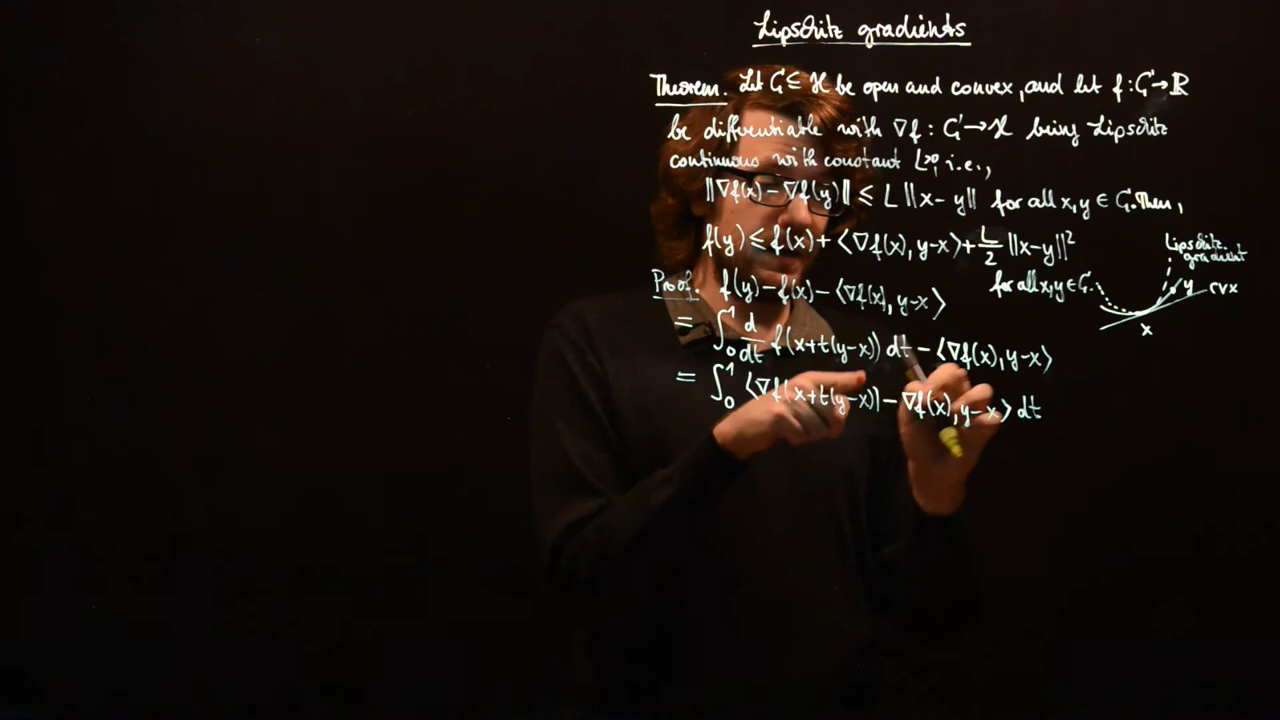 Lipschitz gradients
Theorem. Let G ⊆ ℋ be open and convex, and let f : G → ℝ
be differentiable with ∇f : G → ℋ being Lipschitz
continuous with constant L>0, i.e.,
‖∇f(x) − ∇f(y)‖ ≤ L ‖x − y‖ for all x, y ∈ G. Then,
f(y) ≤ f(x) + ⟨∇f(x), y−x⟩ + L/2 ‖x−y‖²
for all x, y ∈ G.
Lipschitz
gradient
y cvx
x
Proof. f(y) − f(x) − ⟨∇f(x), y−x⟩
= ∫₀¹ d/dt f(x+t(y−x)) dt − ⟨∇f(x), y−x⟩
= ∫₀¹ ⟨∇f(x+t(y−x)) − ∇f(x), y−x⟩ dt